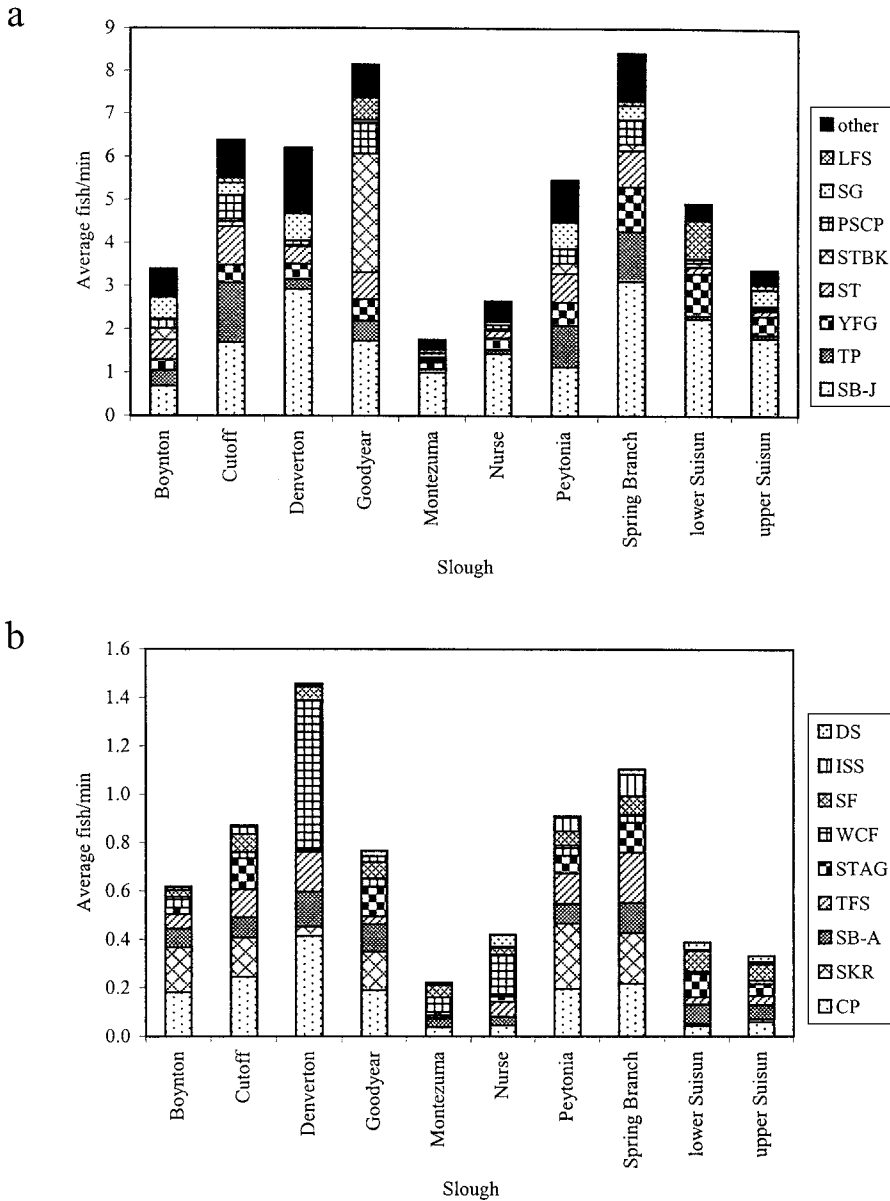 a
9
8
7
6
5
4
3
2
1
0
Average fish/min
Boynton
Cutoff
Denverton
Goodyear
Montezuma
Nurse
Peytonia
Spring Branch
lower Suisun
upper Suisun
Slough
other
LFS
SG
PSCP
STBK
ST
YFG
TP
SB-J
b
1.6
1.4
1.2
1.0
0.8
0.6
0.4
0.2
0.0
Average fish/min
Boynton
Cutoff
Denverton
Goodyear
Montezuma
Nurse
Peytonia
Spring Branch
lower Suisun
upper Suisun
Slough
DS
ISS
SF
WCF
STAG
TFS
SB-A
SKR
CP